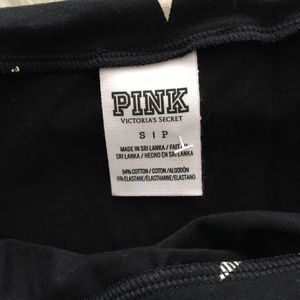 PINK
VICTORIA'S SECRET
S | P
MADE IN SRI LANKA / FAIT AU
SRI LANKA / HECHO EN SRI LANKA
94% COTTON / COTON /ALGODÓN
6% ELASTANE/ÉLASTHANNE/ELASTANO